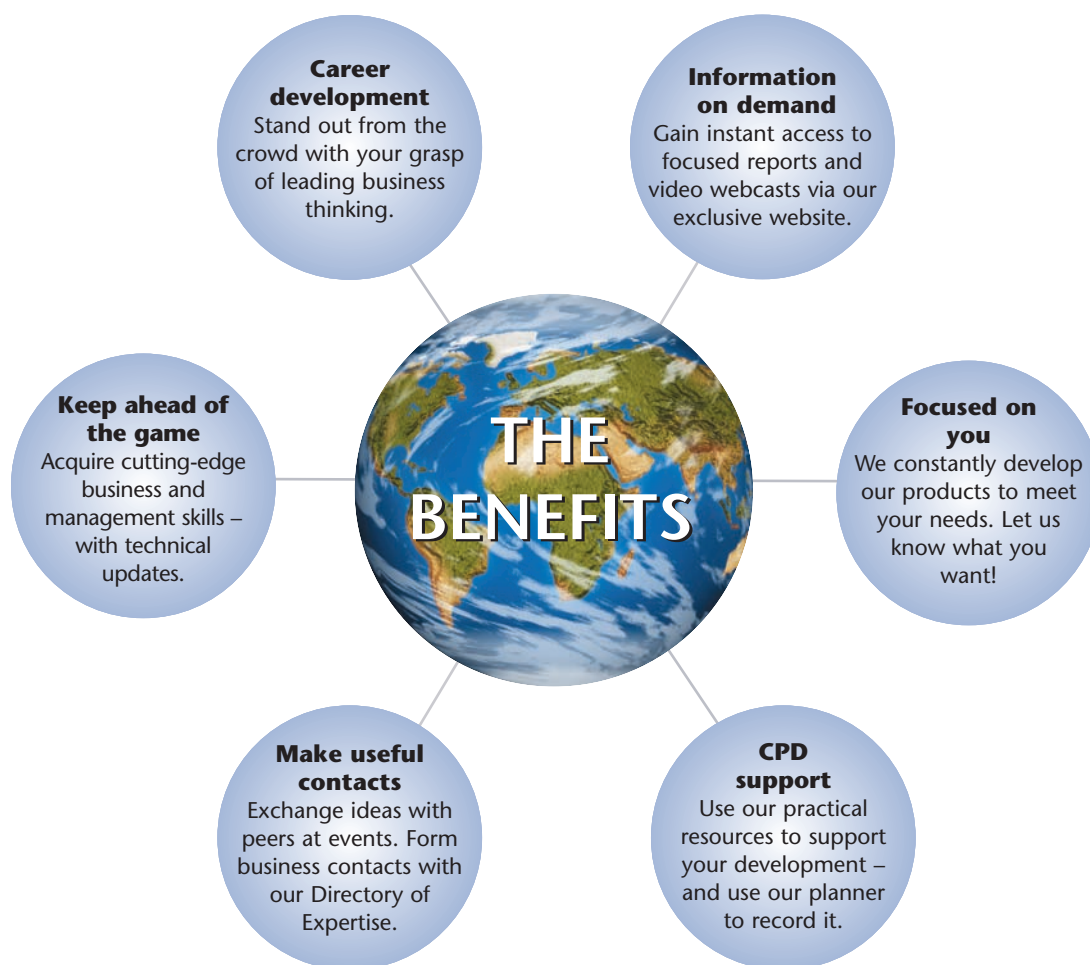 Career
development
Stand out from the
crowd with your grasp
of leading business
thinking.
Information
on demand
Gain instant access to
focused reports and
video webcasts via our
exclusive website.
Keep ahead of
the game
Acquire cutting-edge
business and
management skills –
with technical
updates.
THE
BENEFITS
Focused on
you
We constantly develop
our products to meet
your needs. Let us
know what you
want!
Make useful
contacts
Exchange ideas with
peers at events. Form
business contacts with
our Directory of
Expertise.
CPD
support
Use our practical
resources to support
your development –
and use our planner
to record it.